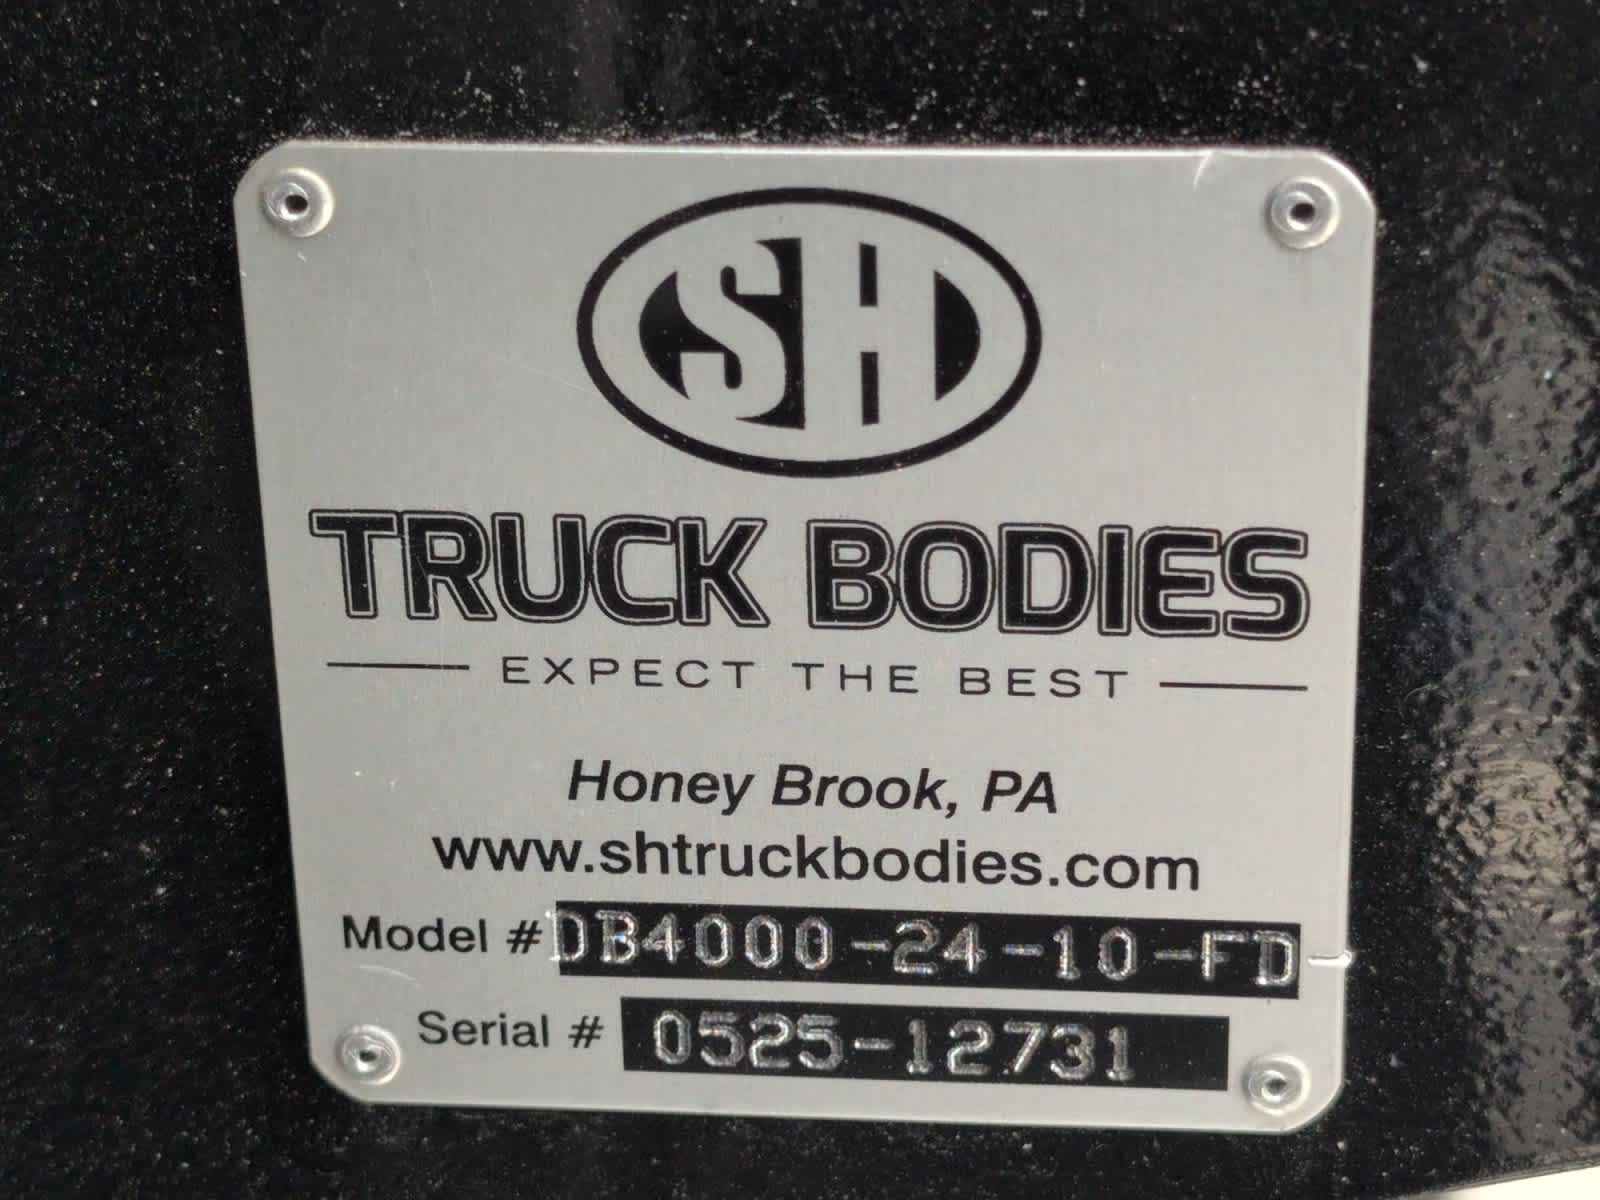 SH
TRUCK BODIES
EXPECT THE BEST
Honey Brook, PA
www.shtruckbodies.com
Model # DB4000-24-10-FD-
Serial # 0525-12731